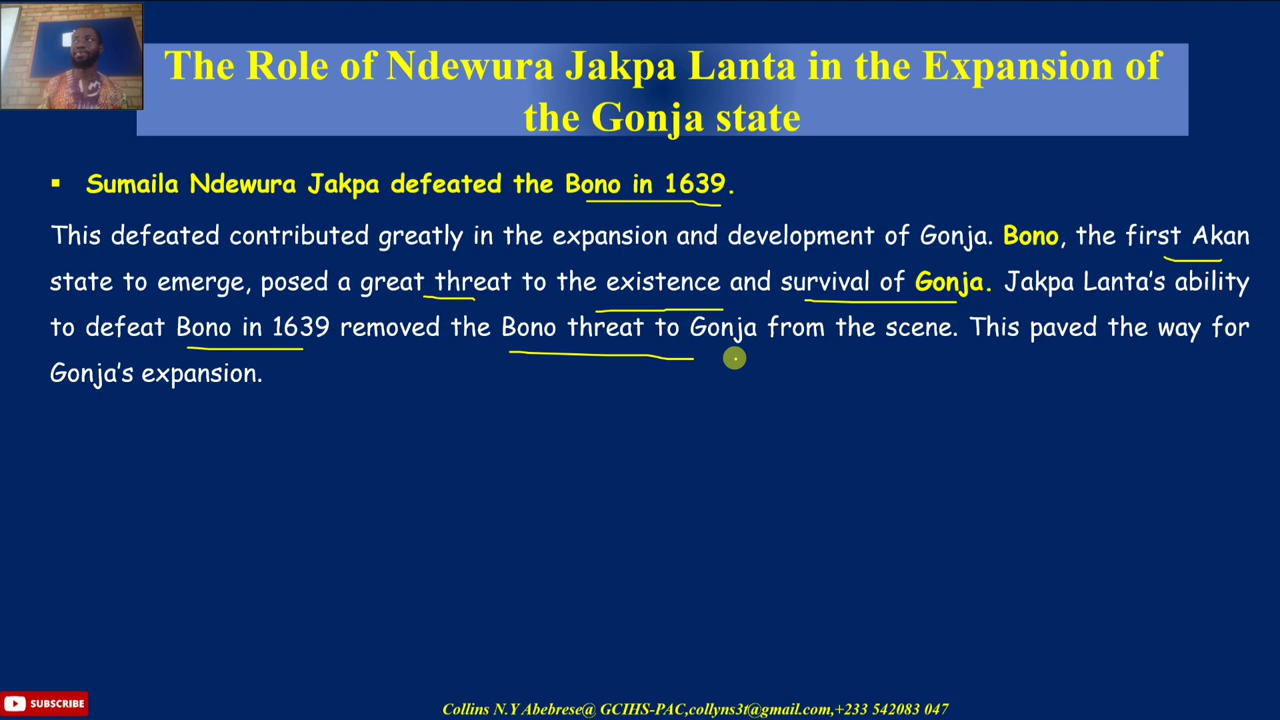 The Role of Ndewura Jakpa Lanta in the Expansion of
the Gonja state
▪ Sumaila Ndewura Jakpa defeated the Bono in 1639.
This defeated contributed greatly in the expansion and development of Gonja. Bono, the first Akan
state to emerge, posed a great threat to the existence and survival of Gonja. Jakpa Lanta's ability
to defeat Bono in 1639 removed the Bono threat to Gonja from the scene. This paved the way for
Gonja's expansion.
SUBSCRIBE
Collins N.Y Abebrese@ GCIHS-PAC,collyns3t@gmail.com,+233 542083 047